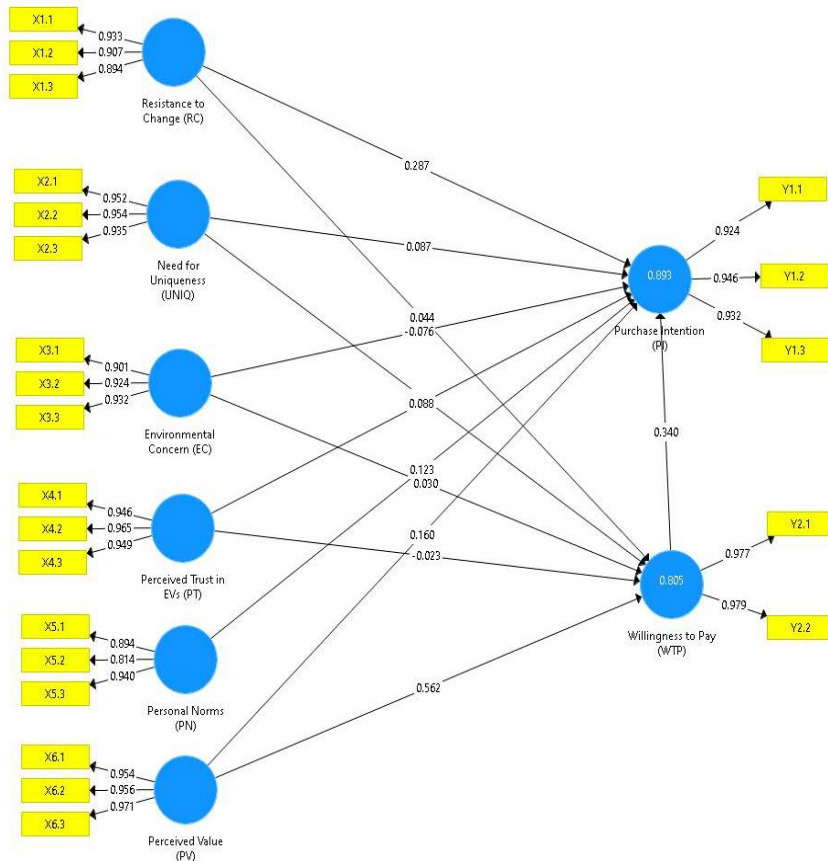 X1.1
0.933
X1.2
0.907
X1.3
0.894
Resistance to
Change (RC)
0.287
X2.1
0.952
X2.2
0.954
X2.3
0.935
Need for
Uniqueness
(UNIQ)
0.087
Y1.1
0.924
0.893
0.946
Y1.2
0.932
Y1.3
Purchase Intention
(PI)
0.044
-0.076
X3.1
0.901
X3.2
0.924
X3.3
0.932
Environmental
Concern (EC)
0.088
0.340
0.123
0.030
X4.1
0.946
X4.2
0.965
X4.3
0.949
Perceived Trust in
EVs (PT)
0.160
-0.023
Y2.1
0.977
0.805
0.979
Y2.2
Willingness to Pay
(WTP)
X5.1
0.894
X5.2
0.814
X5.3
0.940
Personal Norms
(PN)
0.562
X6.1
0.954
X6.2
0.956
X6.3
0.971
Perceived Value
(PV)